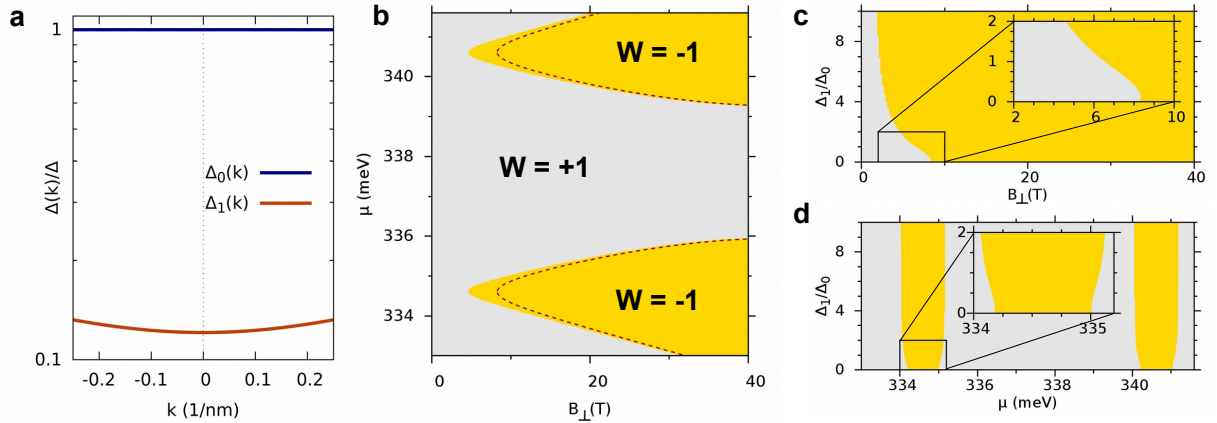 a
1
0.1
Δ(k)/Δ
Δ₀(k)
Δ₁(k)
-0.2 -0.1 0 0.1 0.2
k (1/nm)
b
340
338
336
334
μ (meV)
W = -1
W = +1
W = -1
0 20 40
B⊥(T)
c
8
4
0
Δ₁/Δ₀
2
1
0
2 6 10
0 20 40
B⊥(T)
d
8
4
0
Δ₁/Δ₀
2
0
334 335
334 336 338 340
μ (meV)